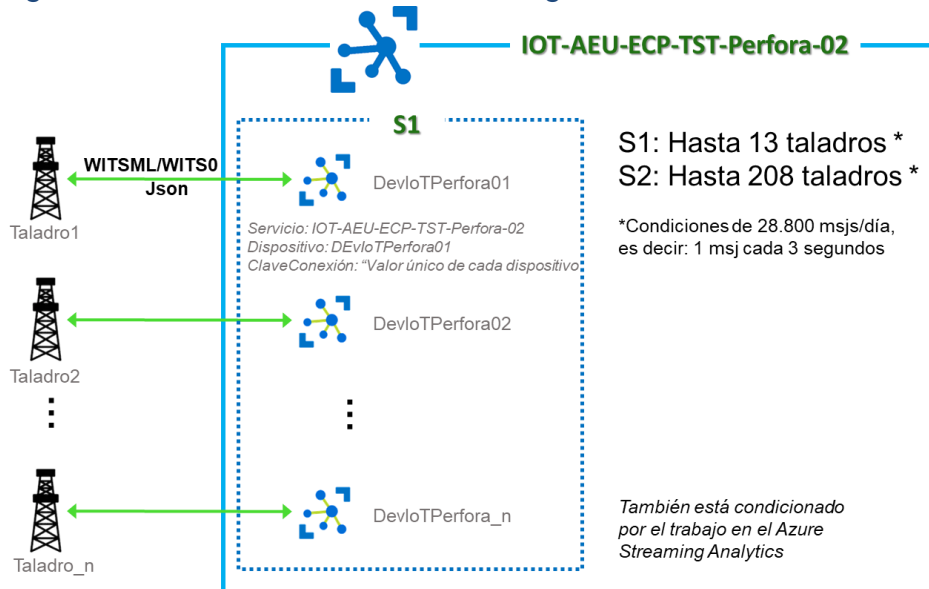 IOT-AEU-ECP-TST-Perfora-02
S1
S1: Hasta 13 taladros *
S2: Hasta 208 taladros *
*Condiciones de 28.800 msjs/día,
es decir: 1 msj cada 3 segundos
WITSML/WITS0
Json
Taladro1
DevIoTPerfora01
Servicio: IOT-AEU-ECP-TST-Perfora-02
Dispositivo: DEvIoTPerfora01
ClaveConexión: “Valor único de cada dispositivo
Taladro2
DevIoTPerfora02
Taladro_n
DevIoTPerfora_n
También está condicionado
por el trabajo en el Azure
Streaming Analytics